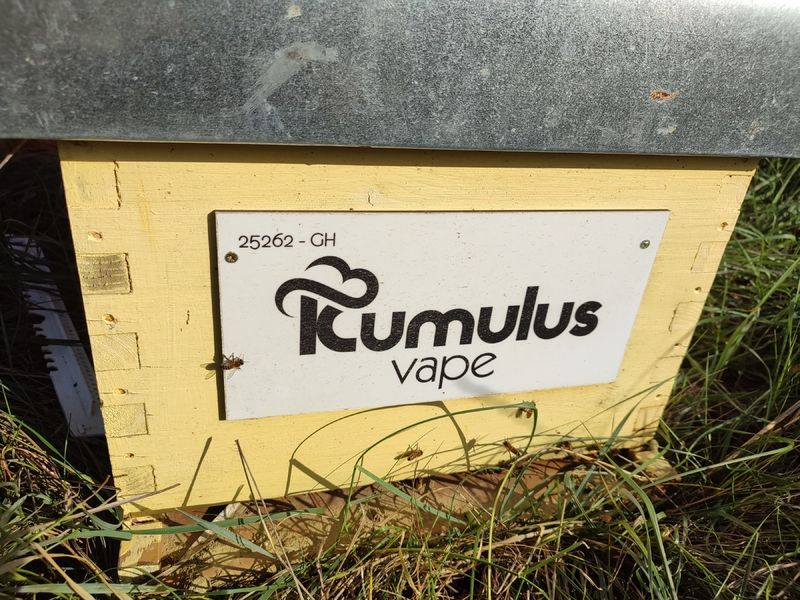 25262 - GH
Kumulus
vape